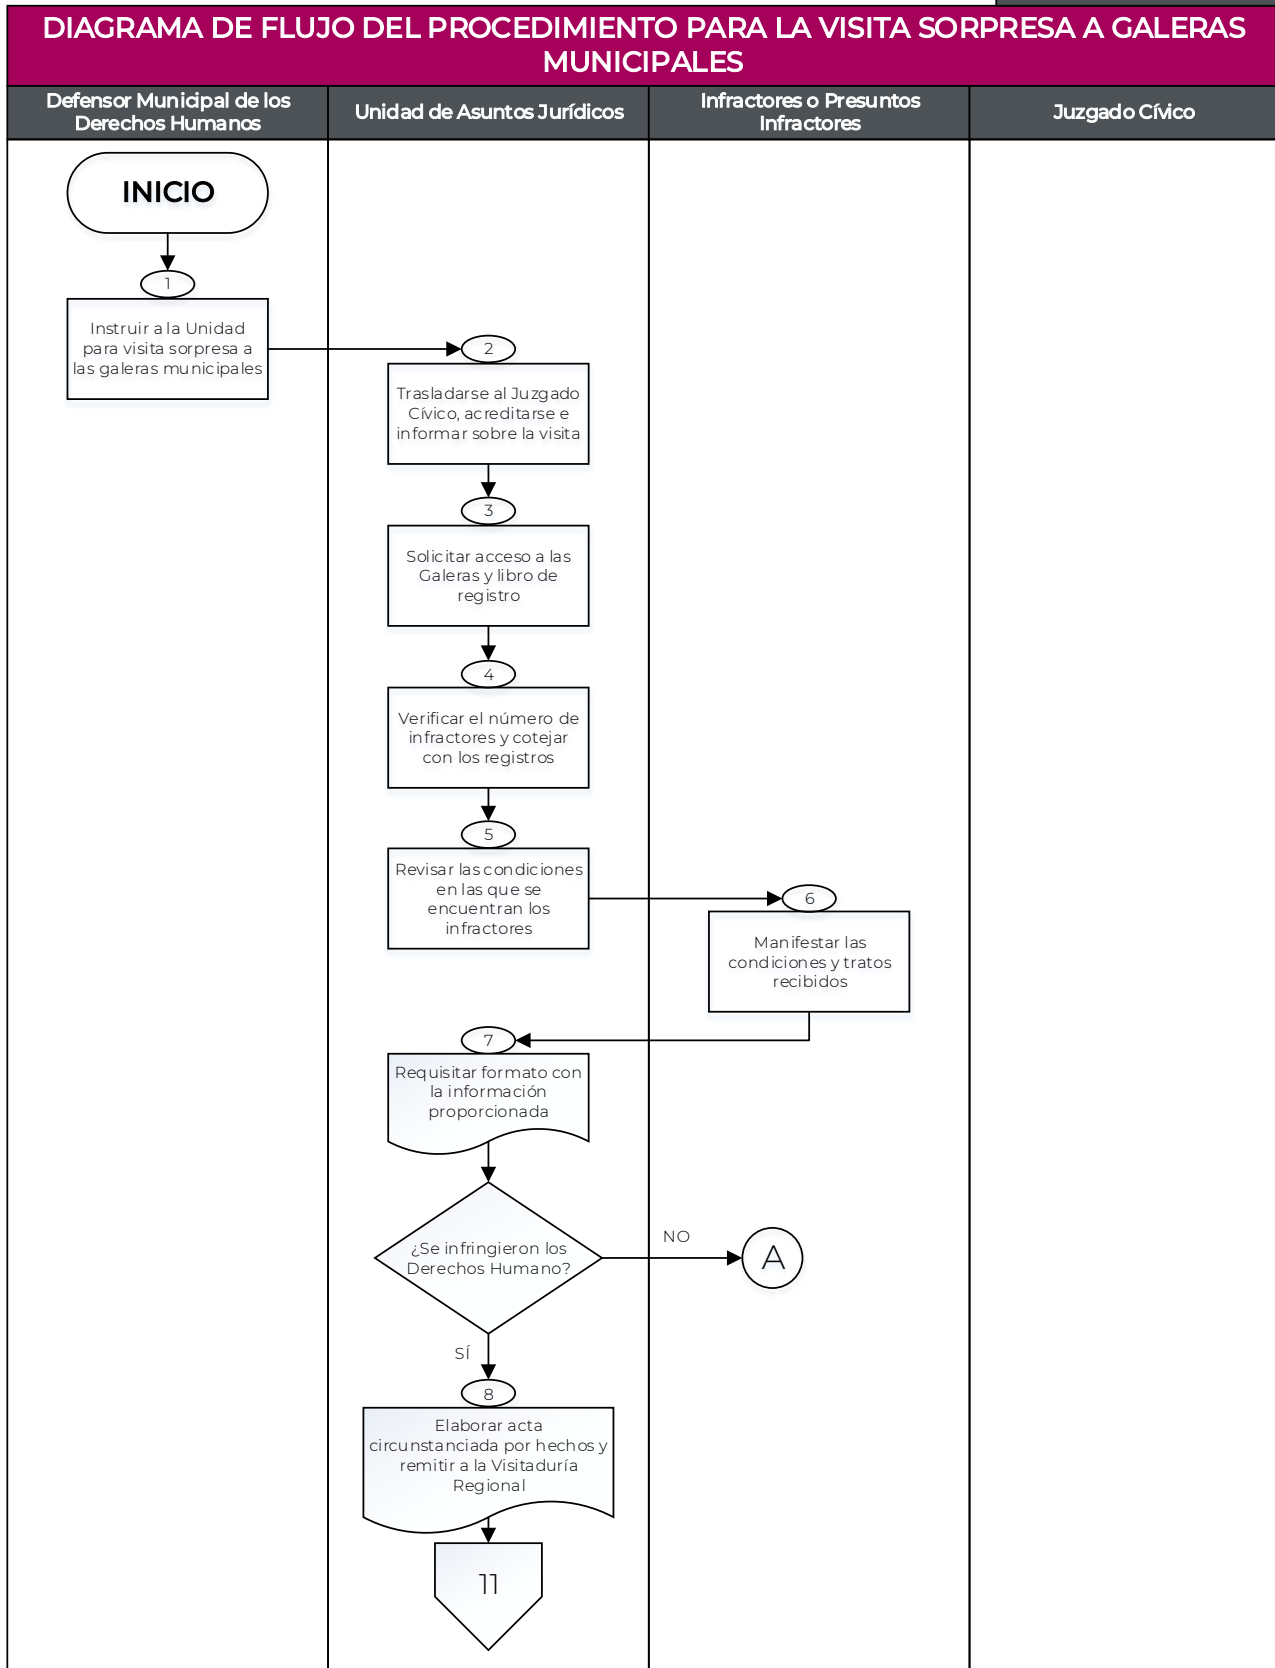 DIAGRAMA DE FLUJO DEL PROCEDIMIENTO PARA LA VISITA SORPRESA A GALERAS
MUNICIPALES
Defensor Municipal de los
Derechos Humanos
Unidad de Asuntos Jurídicos
Infractores o Presuntos
Infractores
Juzgado Cívico
INICIO
1
Instruir a la Unidad
para visita sorpresa a
las galeras municipales
2
Trasladarse al Juzgado
Cívico, acreditarse e
informar sobre la visita
3
Solicitar acceso a las
Galeras y libro de
registro
4
Verificar el número de
infractores y cotejar
con los registros
5
Revisar las condiciones
en las que se
encuentran los
infractores
6
Manifestar las
condiciones y tratos
recibidos
7
Requisitar formato con
la información
proporcionada
¿Se infringieron los
Derechos Humano?
NO
A
SÍ
8
Elaborar acta
circunstanciada por hechos y
remitir a la Visitaduría
Regional
11